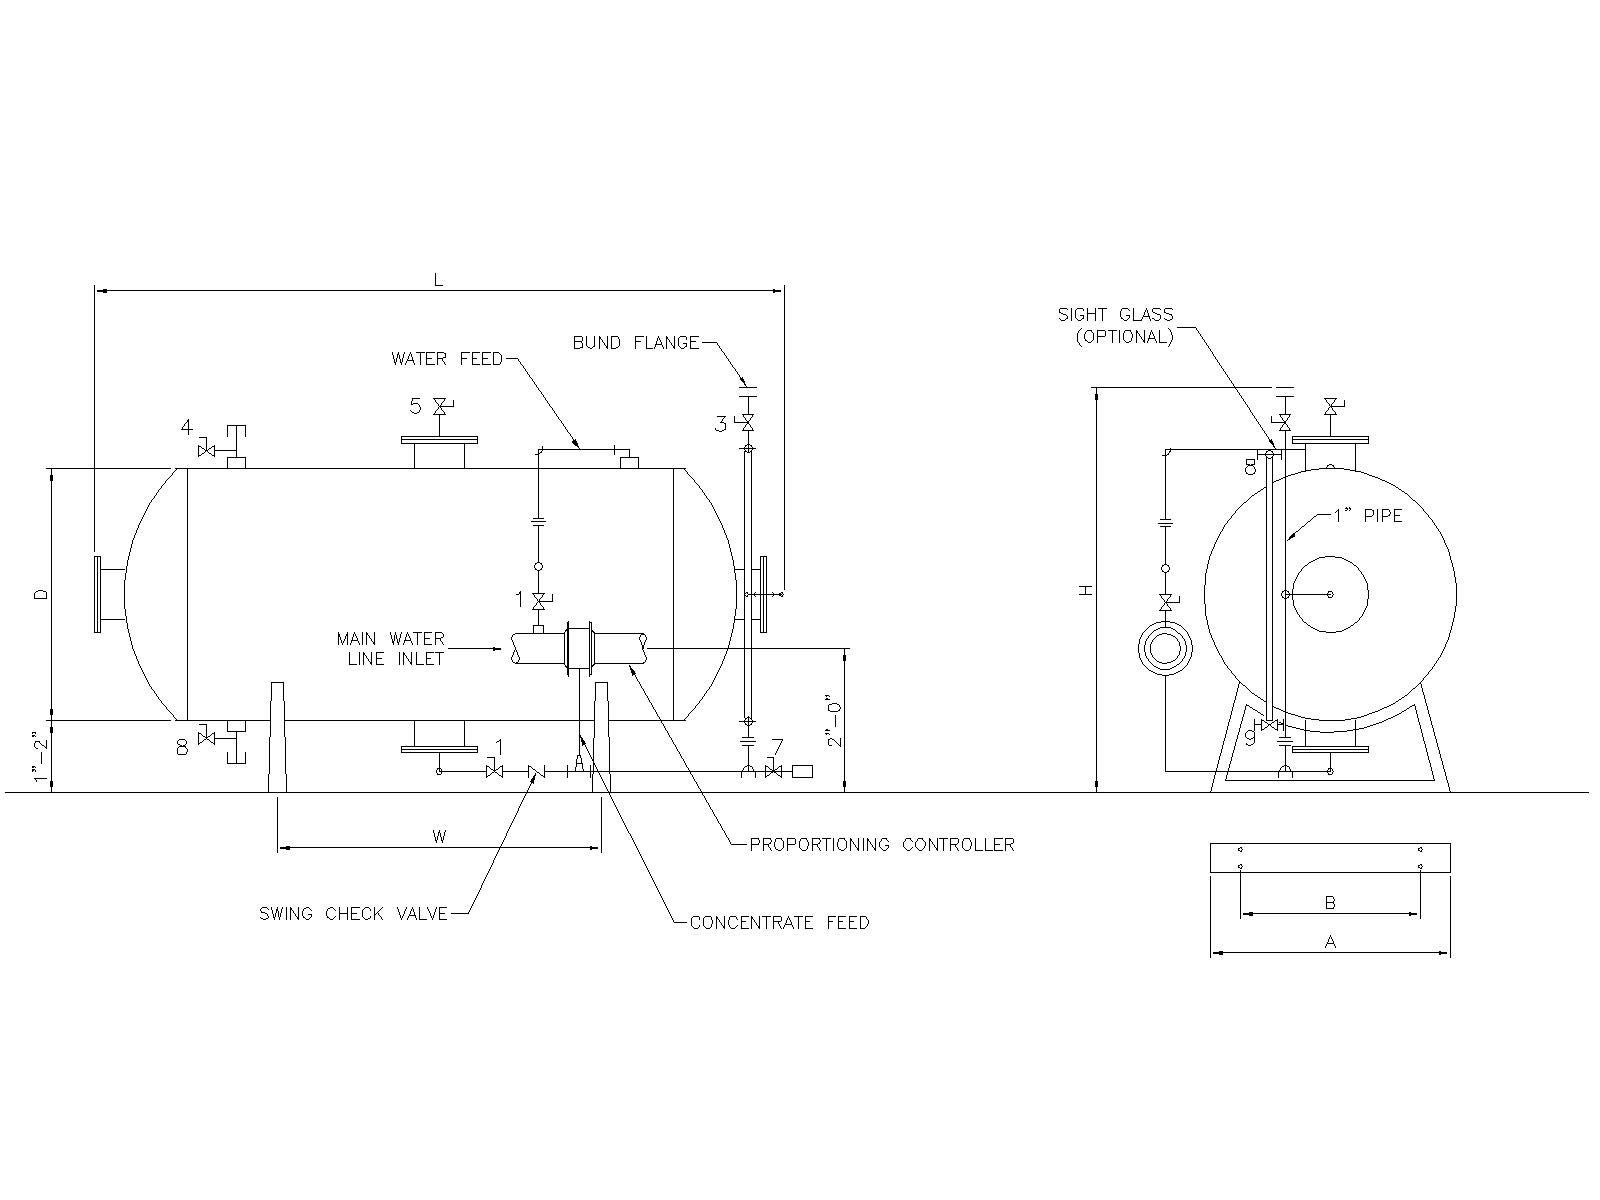 L
SIGHT GLASS
(OPTIONAL)
BUND FLANGE
WATER FEED
5
4
3
8
1" PIPE
D
H
1
MAIN WATER
LINE INLET
2"-0"
1"-2"
8
1
7
9
W
PROPORTIONING CONTROLLER
SWING CHECK VALVE
CONCENTRATE FEED
B
A